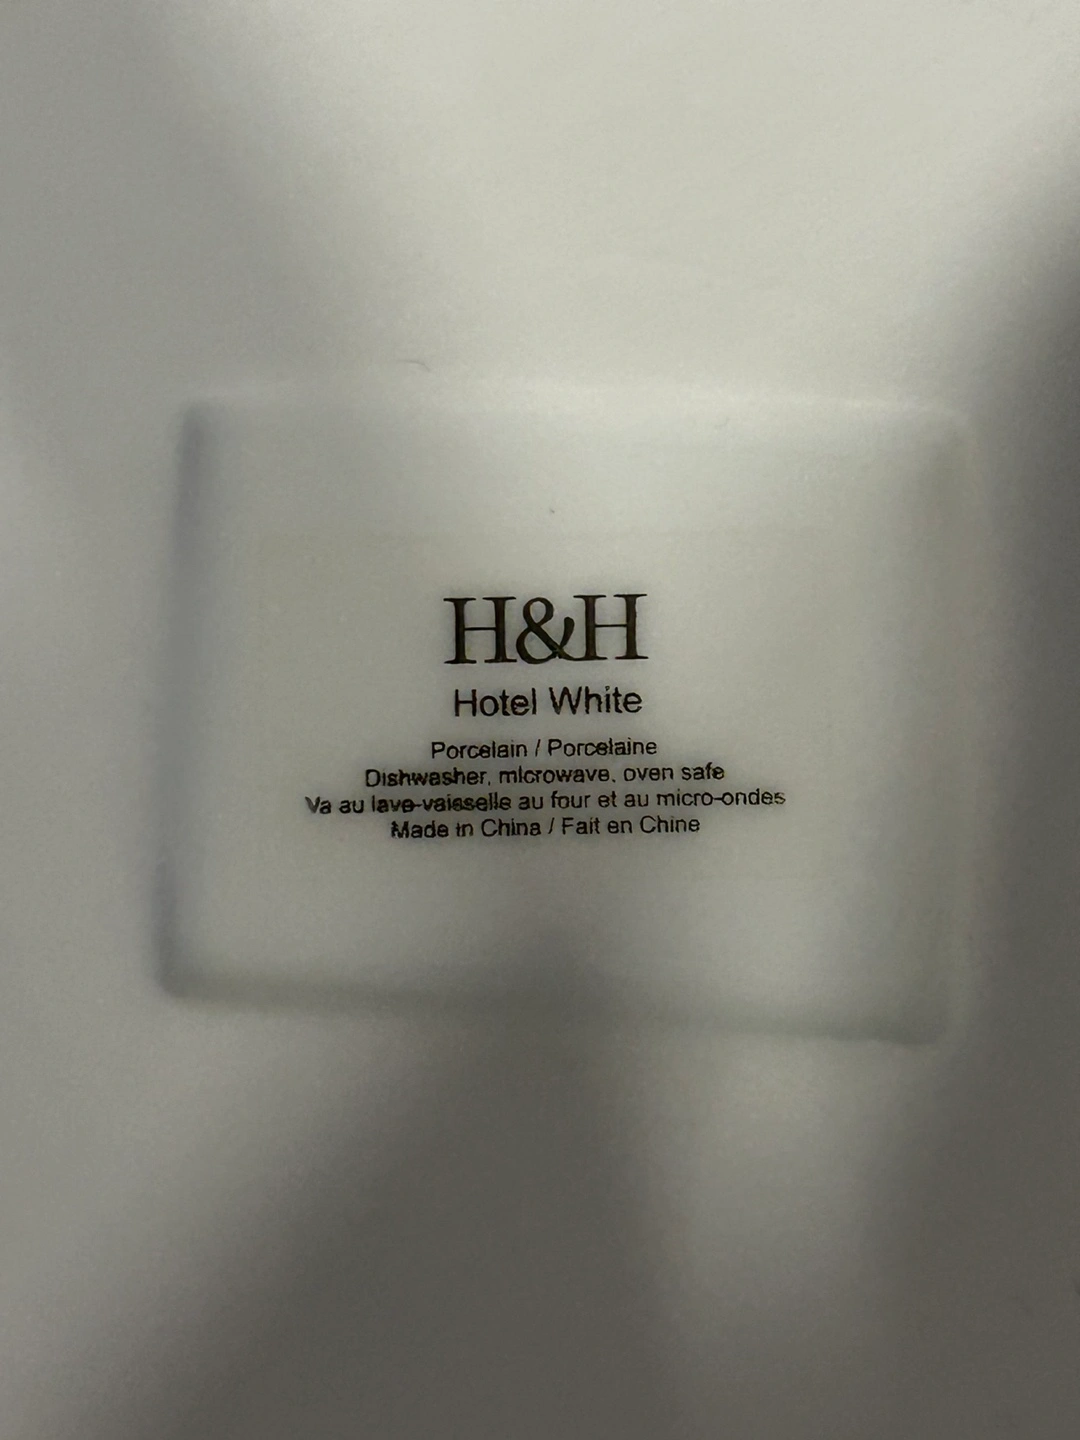 H&H
Hotel White
Porcelain / Porcelaine
Dishwasher, microwave, oven safe
Va au lave-vaisselle au four et au micro-ondes
Made in China / Fait en Chine